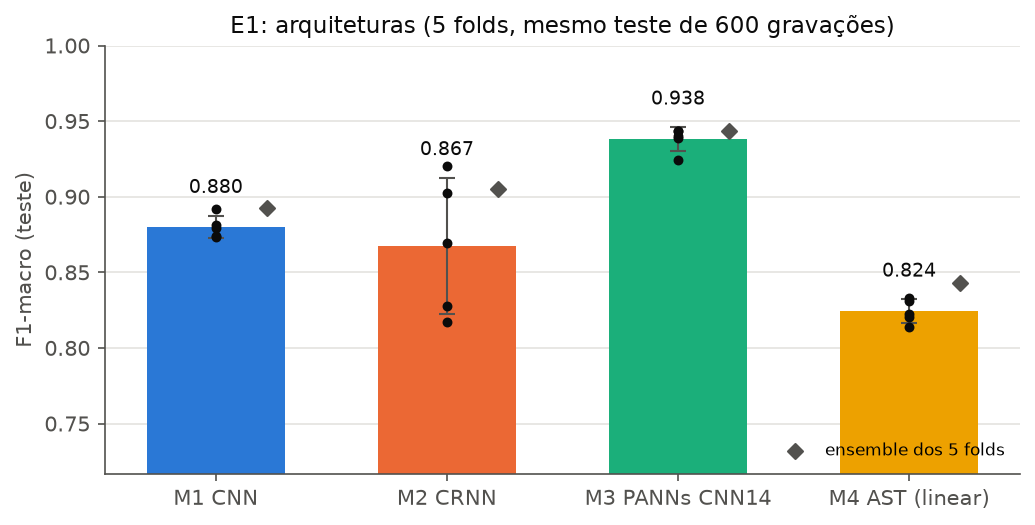 E1: arquiteturas (5 folds, mesmo teste de 600 gravações)
F1-macro (teste)
1.00
0.95
0.90
0.85
0.80
0.75
0.880
0.867
0.938
0.824
ensemble dos 5 folds
M1 CNN
M2 CRNN
M3 PANNs CNN14
M4 AST (linear)